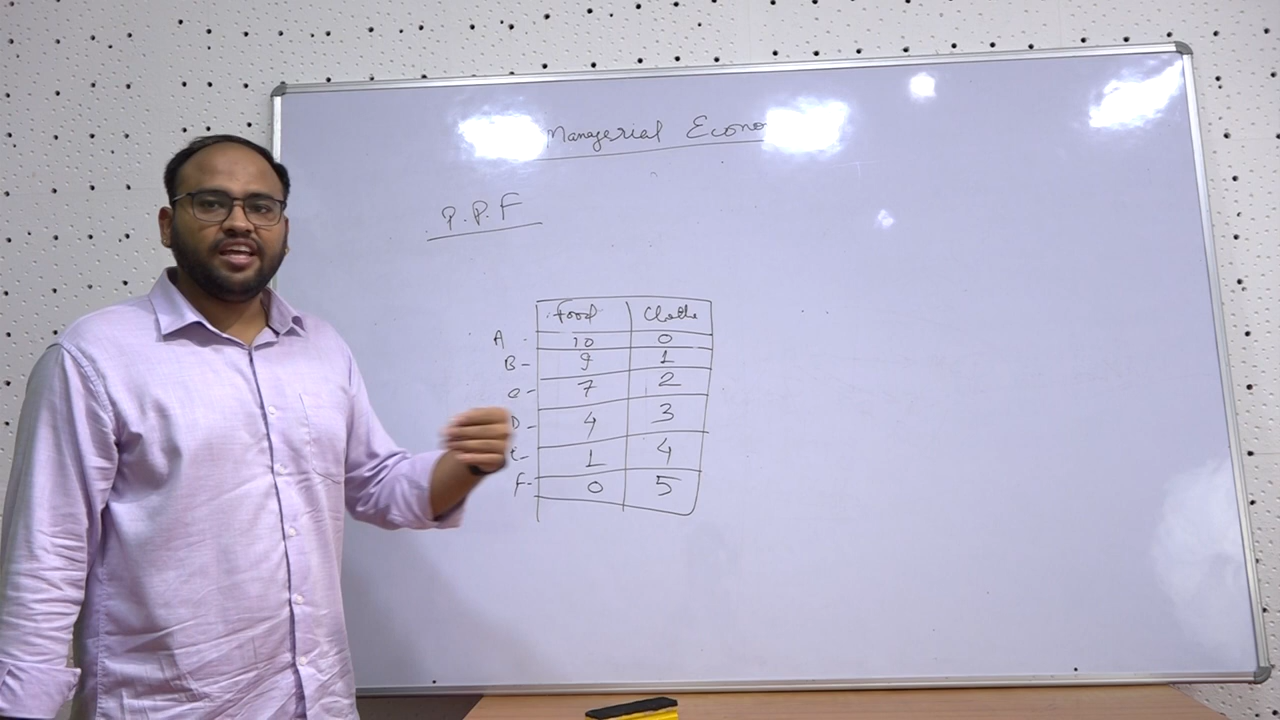 Managerial Econo
P.P.F
Food Cloths
A - 10 0
B - 9 1
C - 7 2
D - 4 3
E - 1 4
F - 0 5